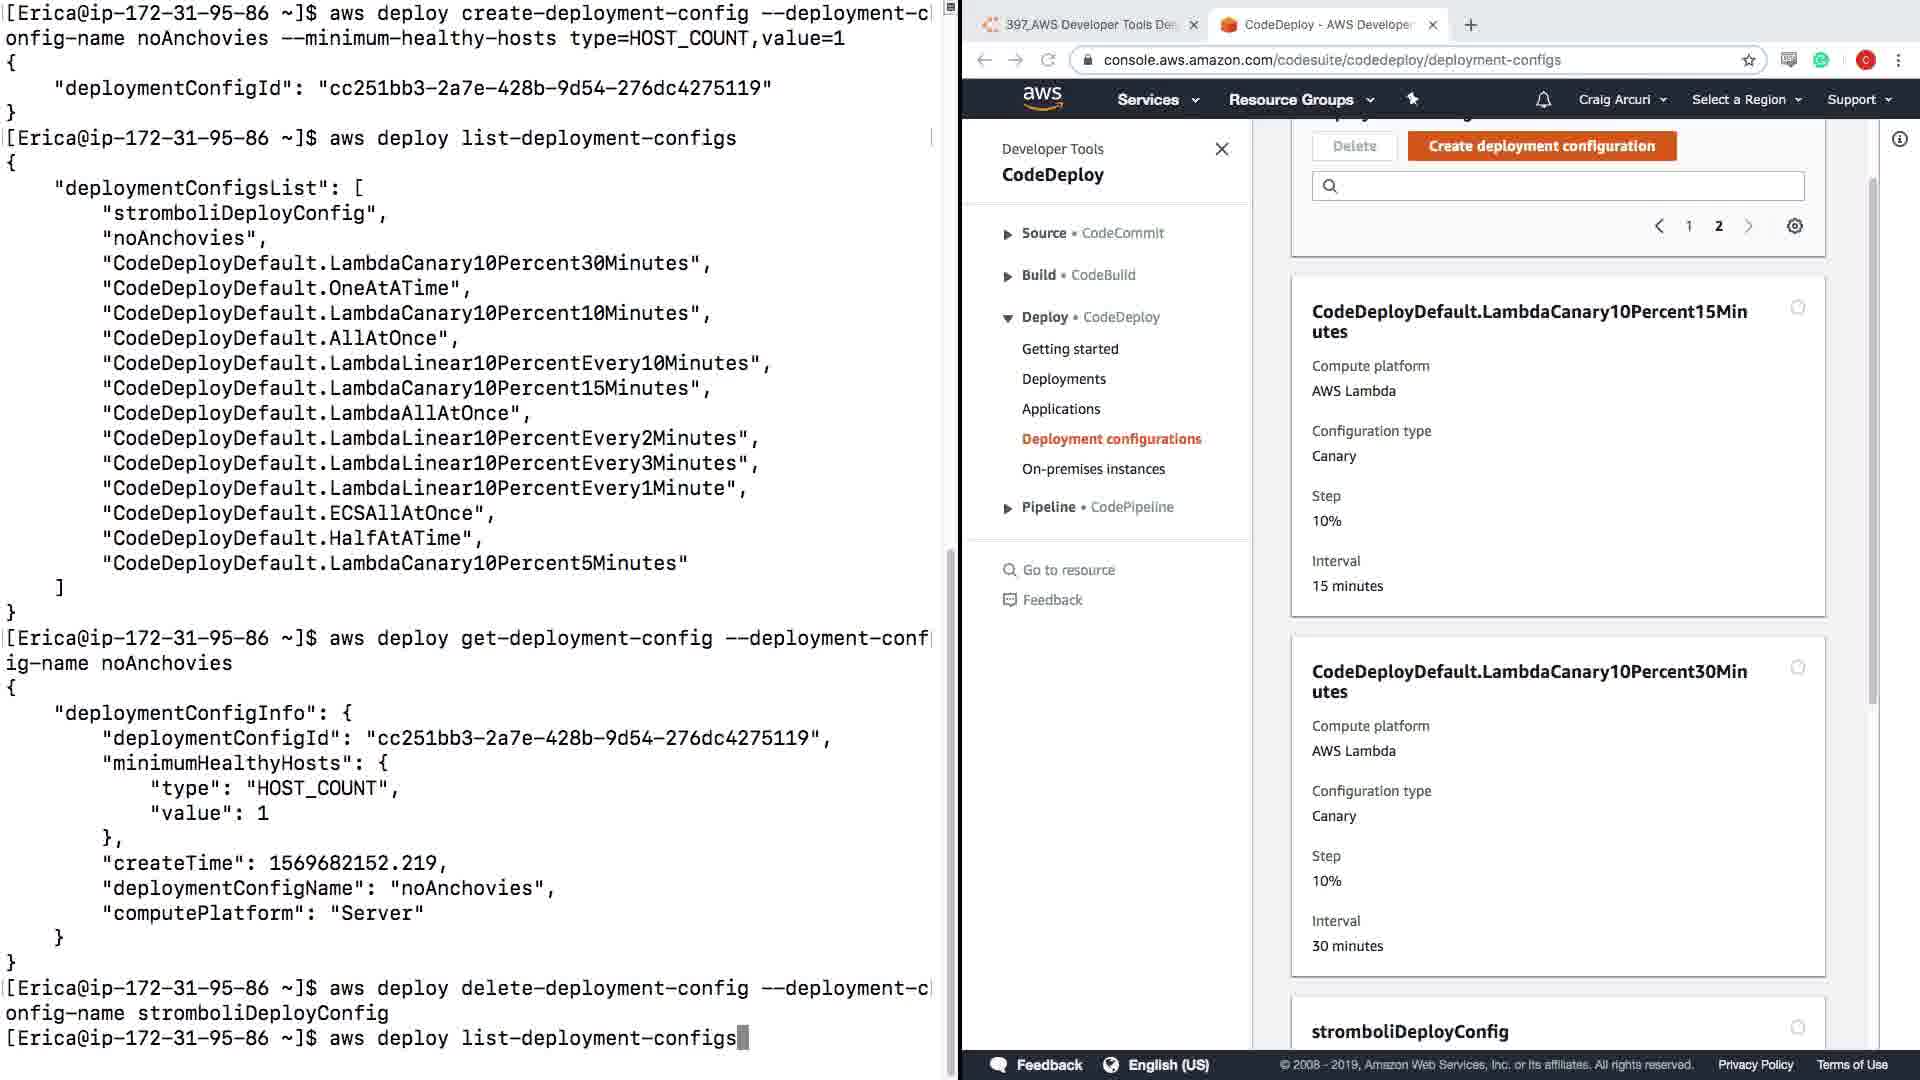 [Erica@ip-172-31-95-86 ~]$ aws deploy create-deployment-config --deployment-c
onfig-name noAnchovies --minimum-healthy-hosts type=HOST_COUNT,value=1
{
"deploymentConfigId": "cc251bb3-2a7e-428b-9d54-276dc4275119"
}
[Erica@ip-172-31-95-86 ~]$ aws deploy list-deployment-configs
{
"deploymentConfigsList": [
"stromboliDeployConfig",
"noAnchovies",
"CodeDeployDefault.LambdaCanary10Percent30Minutes",
"CodeDeployDefault.OneAtATime",
"CodeDeployDefault.LambdaCanary10Percent10Minutes",
"CodeDeployDefault.AllAtOnce",
"CodeDeployDefault.LambdaLinear10PercentEvery10Minutes",
"CodeDeployDefault.LambdaCanary10Percent15Minutes",
"CodeDeployDefault.LambdaAllAtOnce",
"CodeDeployDefault.LambdaLinear10PercentEvery2Minutes",
"CodeDeployDefault.LambdaLinear10PercentEvery3Minutes",
"CodeDeployDefault.LambdaLinear10PercentEvery1Minute",
"CodeDeployDefault.ECSAllAtOnce",
"CodeDeployDefault.HalfAtATime",
"CodeDeployDefault.LambdaCanary10Percent5Minutes"
]
}
[Erica@ip-172-31-95-86 ~]$ aws deploy get-deployment-config --deployment-conf
ig-name noAnchovies
{
"deploymentConfigInfo": {
"deploymentConfigId": "cc251bb3-2a7e-428b-9d54-276dc4275119",
"minimumHealthyHosts": {
"type": "HOST_COUNT",
"value": 1
},
"createTime": 1569682152.219,
"deploymentConfigName": "noAnchovies",
"computePlatform": "Server"
}
}
[Erica@ip-172-31-95-86 ~]$ aws deploy delete-deployment-config --deployment-c
onfig-name stromboliDeployConfig
[Erica@ip-172-31-95-86 ~]$ aws deploy list-deployment-configs
397_AWS Developer Tools Dee
CodeDeploy - AWS Developer
console.aws.amazon.com/codesuite/codedeploy/deployment-configs
C
aws
Services
Resource Groups
Craig Arcuri
Select a Region
Support
Developer Tools
CodeDeploy
Source • CodeCommit
Build • CodeBuild
Deploy • CodeDeploy
Getting started
Deployments
Applications
Deployment configurations
On-premises instances
Pipeline • CodePipeline
Go to resource
Feedback
Delete
Create deployment configuration
1 2
CodeDeployDefault.LambdaCanary10Percent15Min
utes
Compute platform
AWS Lambda
Configuration type
Canary
Step
10%
Interval
15 minutes
CodeDeployDefault.LambdaCanary10Percent30Min
utes
Compute platform
AWS Lambda
Configuration type
Canary
Step
10%
Interval
30 minutes
stromboliDeployConfig
Feedback
English (US)
© 2008 - 2019, Amazon Web Services, Inc. or its affiliates. All rights reserved.
Privacy Policy
Terms of Use